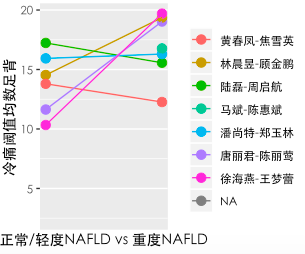 冷痛阈值均数足背
20
15
10
5
正常/轻度NAFLD vs 重度NAFLD
黄春凤-焦雪英
林晨昱-顾金鹏
陆磊-周启航
马斌-陈惠斌
潘尚特-郑玉林
唐丽君-陈丽莺
徐海燕-王梦蕾
NA